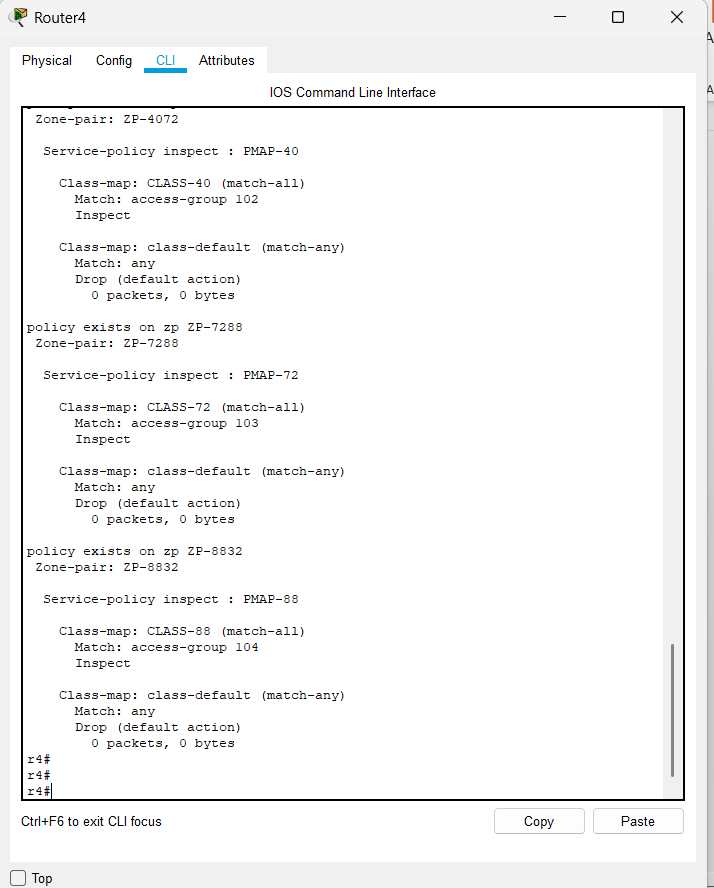 Router4
Physical Config CLI Attributes
IOS Command Line Interface
Zone-pair: ZP-4072
Service-policy inspect : PMAP-40
Class-map: CLASS-40 (match-all)
Match: access-group 102
Inspect
Class-map: class-default (match-any)
Match: any
Drop (default action)
0 packets, 0 bytes
policy exists on zp ZP-7288
Zone-pair: ZP-7288
Service-policy inspect : PMAP-72
Class-map: CLASS-72 (match-all)
Match: access-group 103
Inspect
Class-map: class-default (match-any)
Match: any
Drop (default action)
0 packets, 0 bytes
policy exists on zp ZP-8832
Zone-pair: ZP-8832
Service-policy inspect : PMAP-88
Class-map: CLASS-88 (match-all)
Match: access-group 104
Inspect
Class-map: class-default (match-any)
Match: any
Drop (default action)
0 packets, 0 bytes
r4#
r4#
r4#
Ctrl+F6 to exit CLI focus
Copy Paste
Top